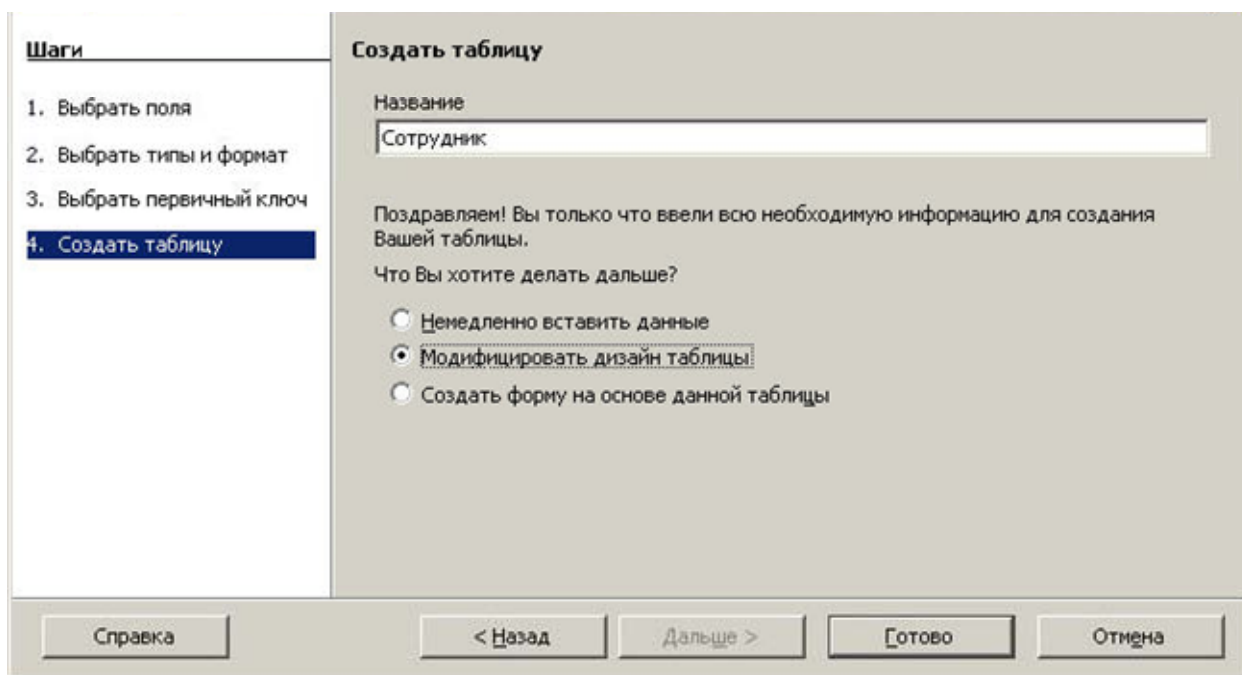 Шаги
1. Выбрать поля
2. Выбрать типы и формат
3. Выбрать первичный ключ
4. Создать таблицу
Создать таблицу
Название
Сотрудник
Поздравляем! Вы только что ввели всю необходимую информацию для создания
Вашей таблицы.
Что Вы хотите делать дальше?
Немедленно вставить данные
Модифицировать дизайн таблицы
Создать форму на основе данной таблицы
Справка
< Назад
Дальше >
Готово
Отмена